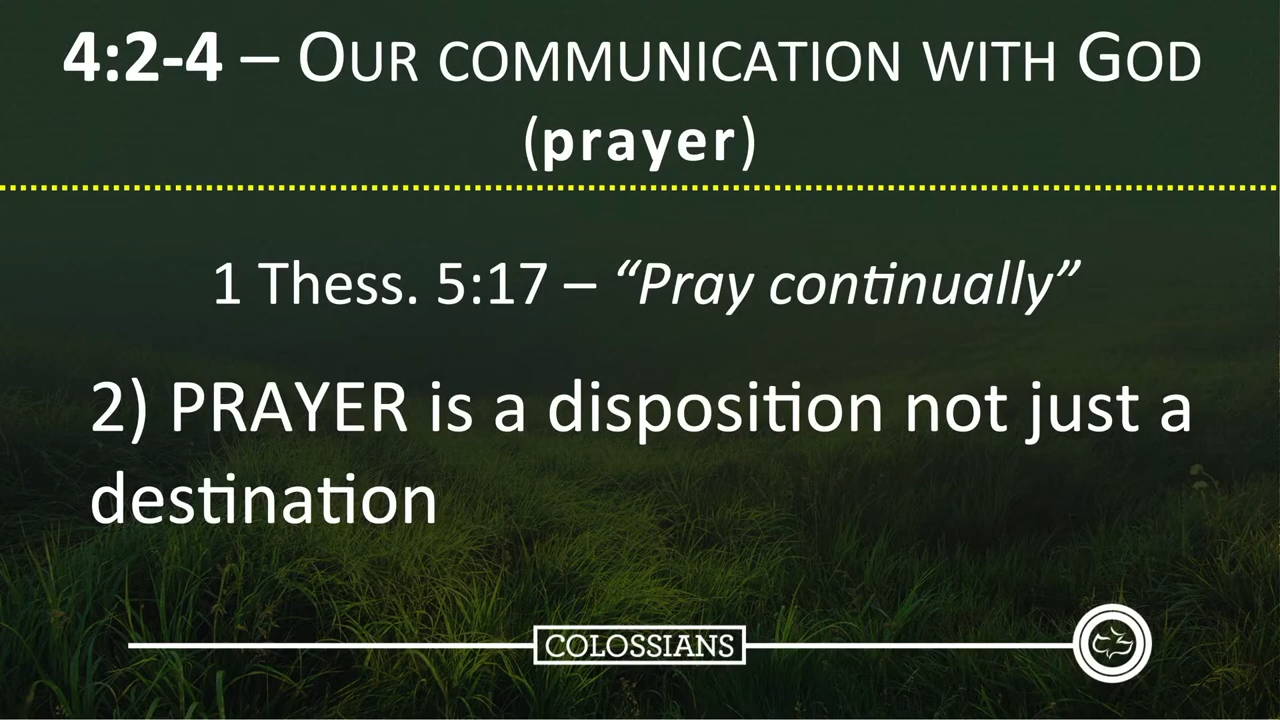 4:2-4 – Our communication with God
(prayer)
1 Thess. 5:17 – “Pray continually”
2) PRAYER is a disposition not just a
destination
COLOSSIANS